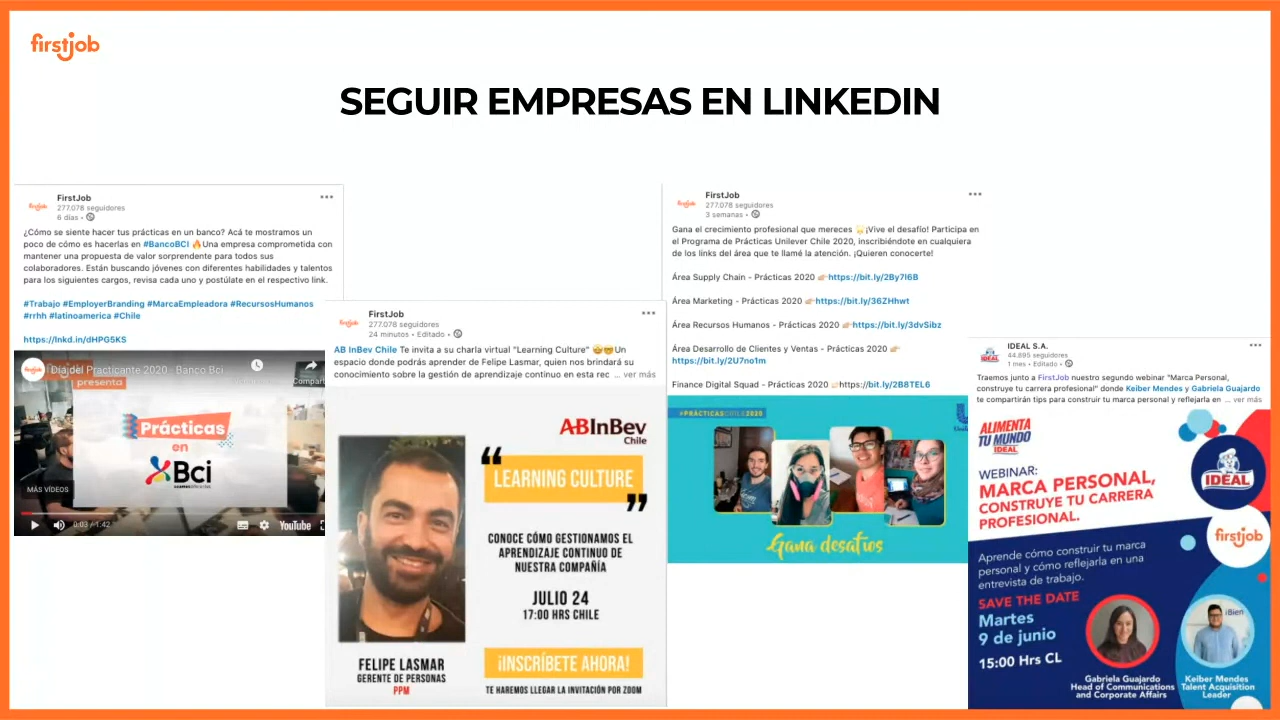 firstjob
SEGUIR EMPRESAS EN LINKEDIN
FirstJob
277.078 seguidores
6 días •
¿Cómo se siente hacer tus prácticas en un banco? Acá te mostramos un
poco de cómo es hacerlas en #BancoBCI 🔥Una empresa comprometida con
mantener una propuesta de valor sorprendente para todos sus
colaboradores. Están buscando jóvenes con diferentes habilidades y talentos
para los siguientes cargos, revisa cada uno y postúlate en el respectivo link.
#Trabajo #EmployerBranding #MarcaEmpleadora #RecursosHumanos
#rrhh #latinoamerica #Chile
https://lnkd.in/dHPG5KS
firstjob
Día del Practicante 2020 - Banco Bci
presenta
Compart
Prácticas
en
Bci
MÁS VÍDEOS
0:03 / 1:42
YouTube
FirstJob
277.078 seguidores
24 minutos • Editado •
AB InBev Chile Te invita a su charla virtual "Learning Culture" 🤩🤓Un
espacio donde podrás aprender de Felipe Lasmar, quien nos brindará su
conocimiento sobre la gestión de aprendizaje continuo en esta rec ... ver más
ABInBev
Chile
“
LEARNING CULTURE
”
CONOCE CÓMO GESTIONAMOS EL
APRENDIZAJE CONTINUO DE
NUESTRA COMPAÑÍA
JULIO 24
17:00 HRS CHILE
¡INSCRÍBETE AHORA!
TE HAREMOS LLEGAR LA INVITACIÓN POR ZOOM
FELIPE LASMAR
GERENTE DE PERSONAS
PPM
FirstJob
277.078 seguidores
3 semanas •
Gana el crecimiento profesional que mereces 🌟¡Vive el desafío! Participa en
el Programa de Prácticas Unilever Chile 2020, inscribiéndote en cualquiera
de los links del área que te llamé la atención. ¡Quieren conocerte!
Área Supply Chain - Prácticas 2020 👉https://bit.ly/2By7I6B
Área Marketing - Prácticas 2020 👉https://bit.ly/36ZHhwt
Área Recursos Humanos - Prácticas 2020 👉https://bit.ly/3dvSibz
Área Desarrollo de Clientes y Ventas - Prácticas 2020 👉
https://bit.ly/2U7no1m
Finance Digital Squad - Prácticas 2020 👉https://bit.ly/2B8TEL6
#PRÁCTICASCHILE2020
Gana desafíos
IDEAL S.A.
44.895 seguidores
1 mes • Editado •
Traemos junto a FirstJob nuestro segundo webinar "Marca Personal,
construye tu carrera profesional" donde Keiber Mendes y Gabriela Guajardo
te compartirán tips para construir tu marca personal y reflejarla en ... ver más
ALIMENTA
TU MUNDO
IDEAL
IDEAL
WEBINAR:
MARCA PERSONAL,
CONSTRUYE TU CARRERA
PROFESIONAL.
firstjob
Aprende cómo construir tu marca
personal y cómo reflejarla en una
entrevista de trabajo.
SAVE THE DATE
Martes
9 de junio
15:00 Hrs CL
iBien
Gabriela Guajardo
Head of Communications
and Corporate Affairs
Keiber Mendes
Talent Acquisition
Leader